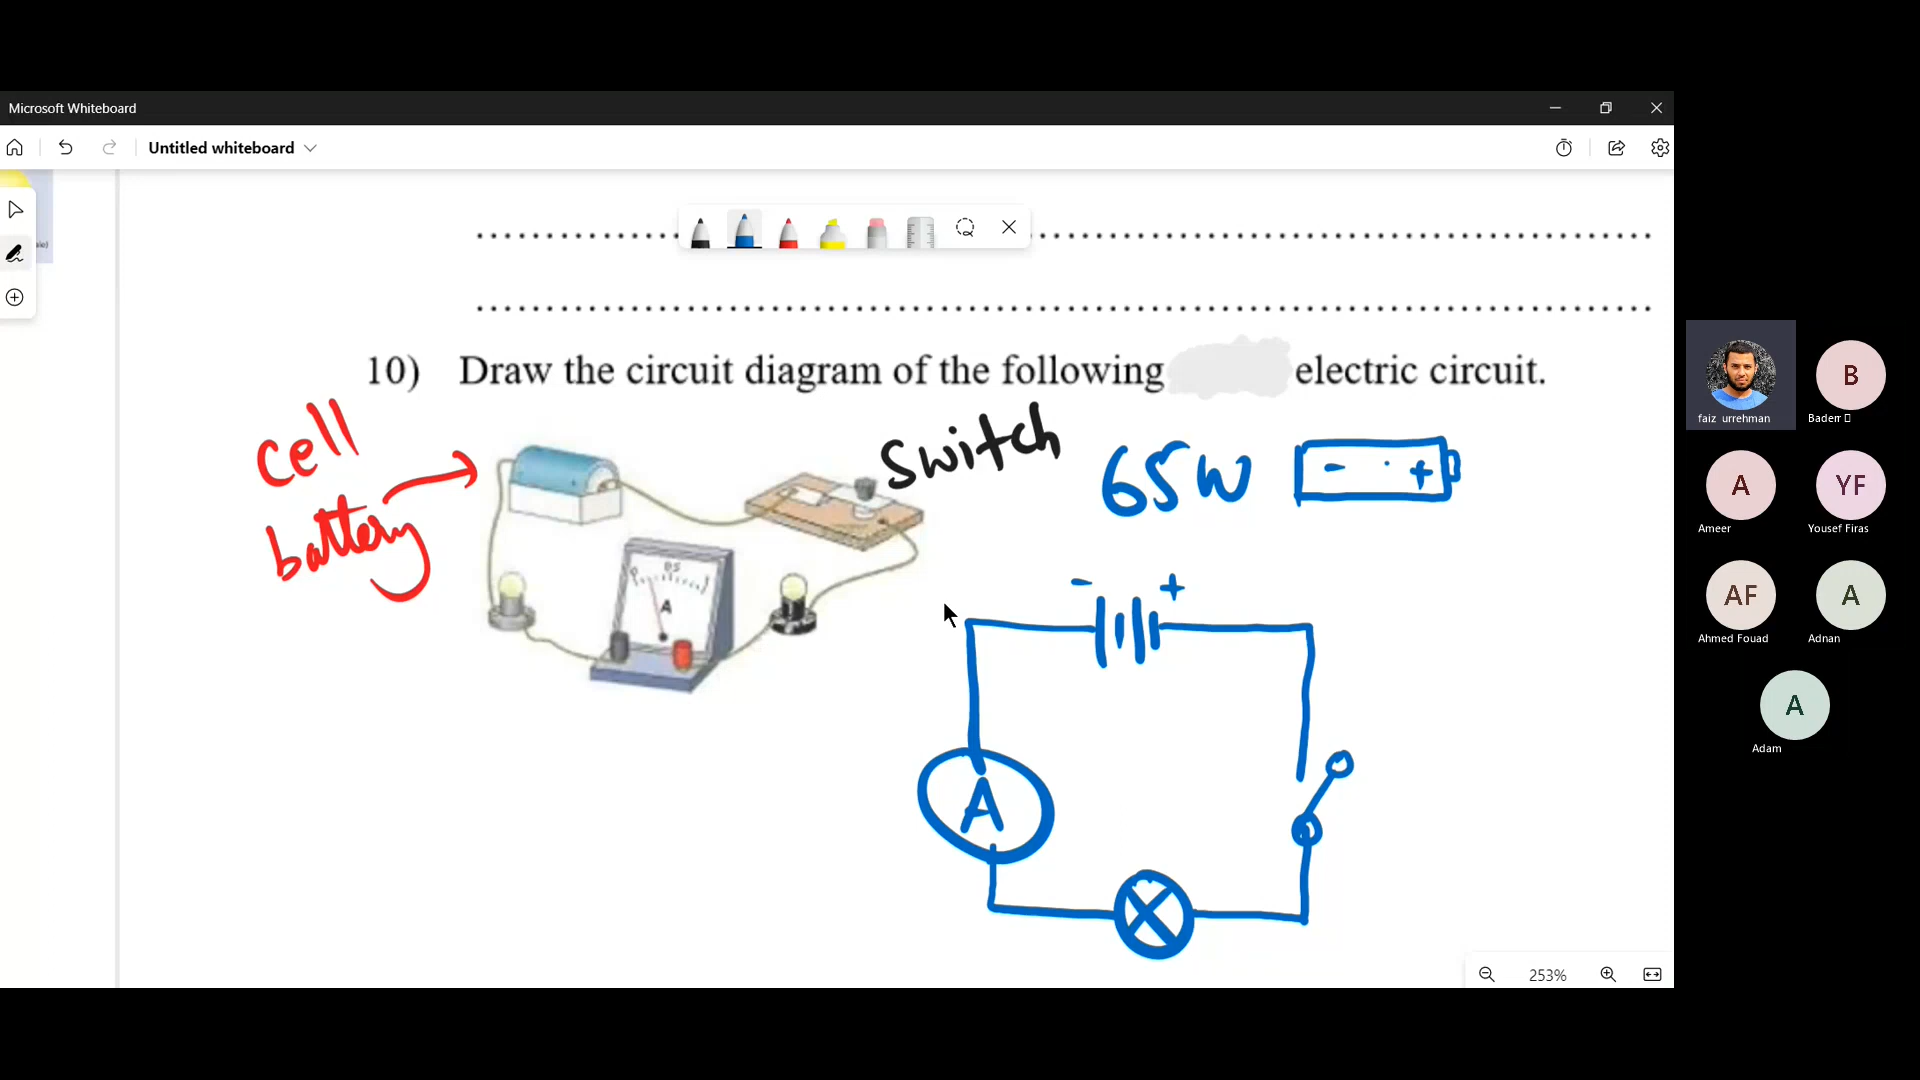 Microsoft Whiteboard
Untitled whiteboard
10) Draw the circuit diagram of the following electric circuit.
cell
battery
switch
65W
- +
A
- +
A
253%
faiz urrehman
B
Baderr
A
Ameer
YF
Yousef Firas
AF
Ahmed Fouad
A
Adnan
A
Adam